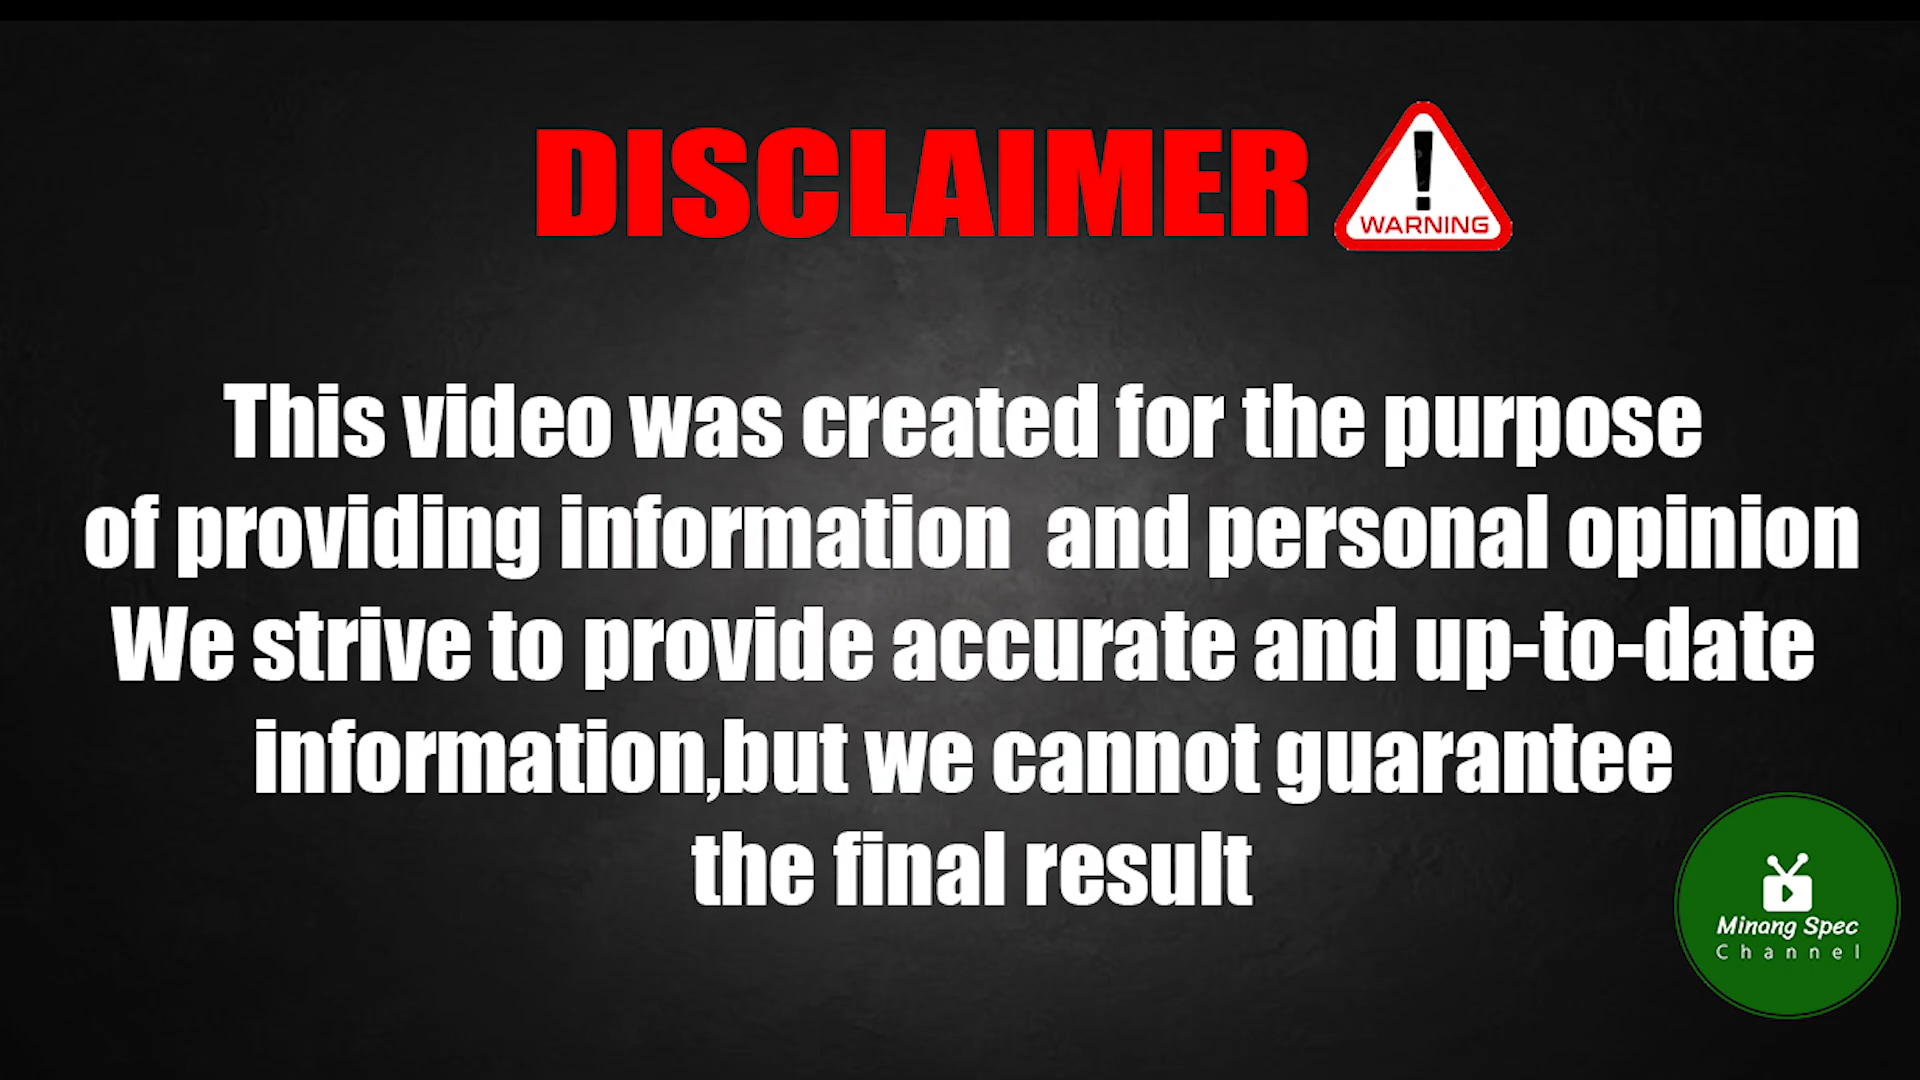 DISCLAIMER
WARNING
This video was created for the purpose
of providing information and personal opinion
We strive to provide accurate and up-to-date
information,but we cannot guarantee
the final result
Minang Spec
Channel